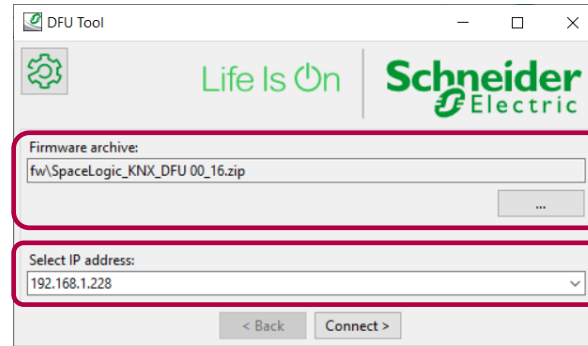 DFU Tool
Life Is On
Schneider
Electric
Firmware archive:
fw\SpaceLogic_KNX_DFU 00_16.zip
...
Select IP address:
192.168.1.228
< Back
Connect >